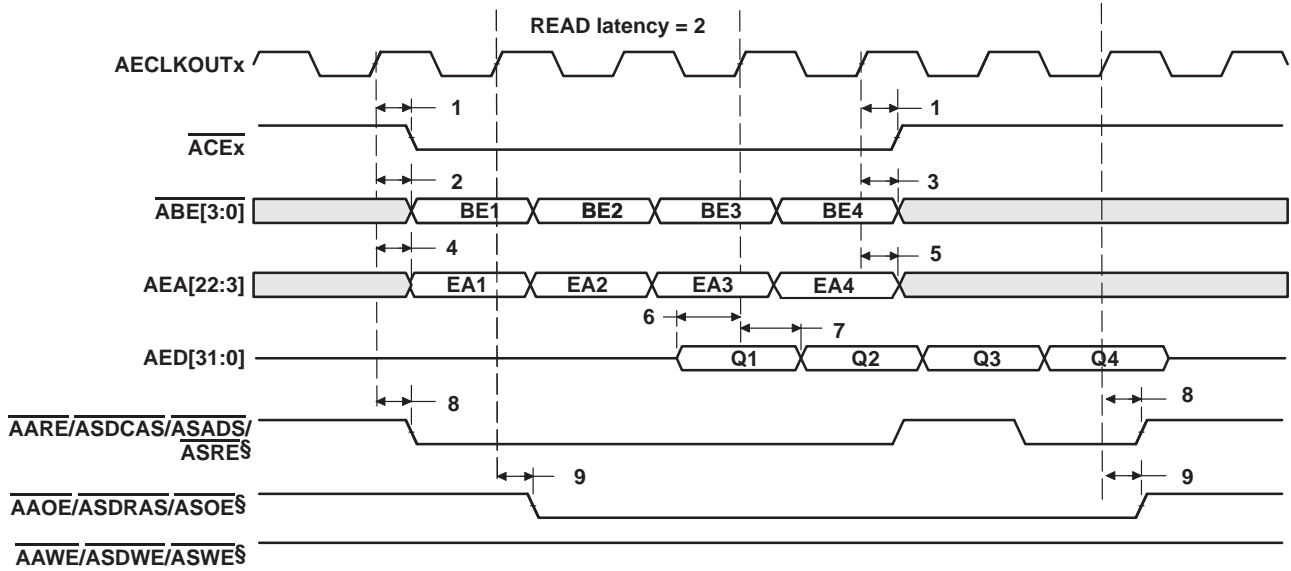 READ latency = 2
AECLKOUTx
1 1
ACEx
2 3
ABE[3:0] BE1 BE2 BE3 BE4
4 5
AEA[22:3] EA1 EA2 EA3 EA4
6 7
AED[31:0] Q1 Q2 Q3 Q4
8 8
AARE/ASDCAS/ASADS/
ASRE§
9 9
AAOE/ASDRAS/ASOE§
AAWE/ASDWE/ASWE§